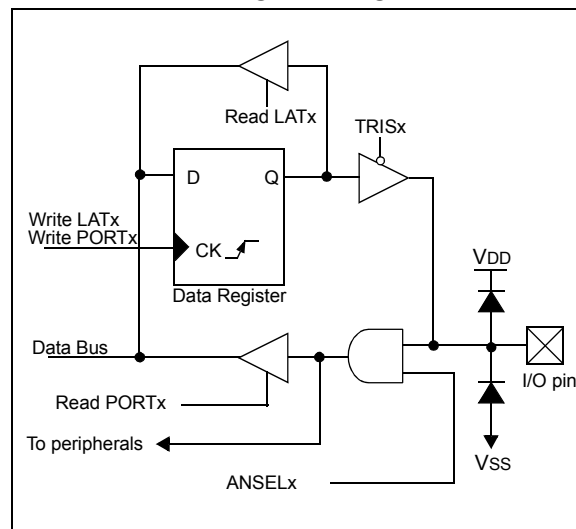 Read LATx
TRISx
D
Q
Write LATx
Write PORTx
CK
Data Register
VDD
Data Bus
I/O pin
Read PORTx
To peripherals
VSS
ANSELx